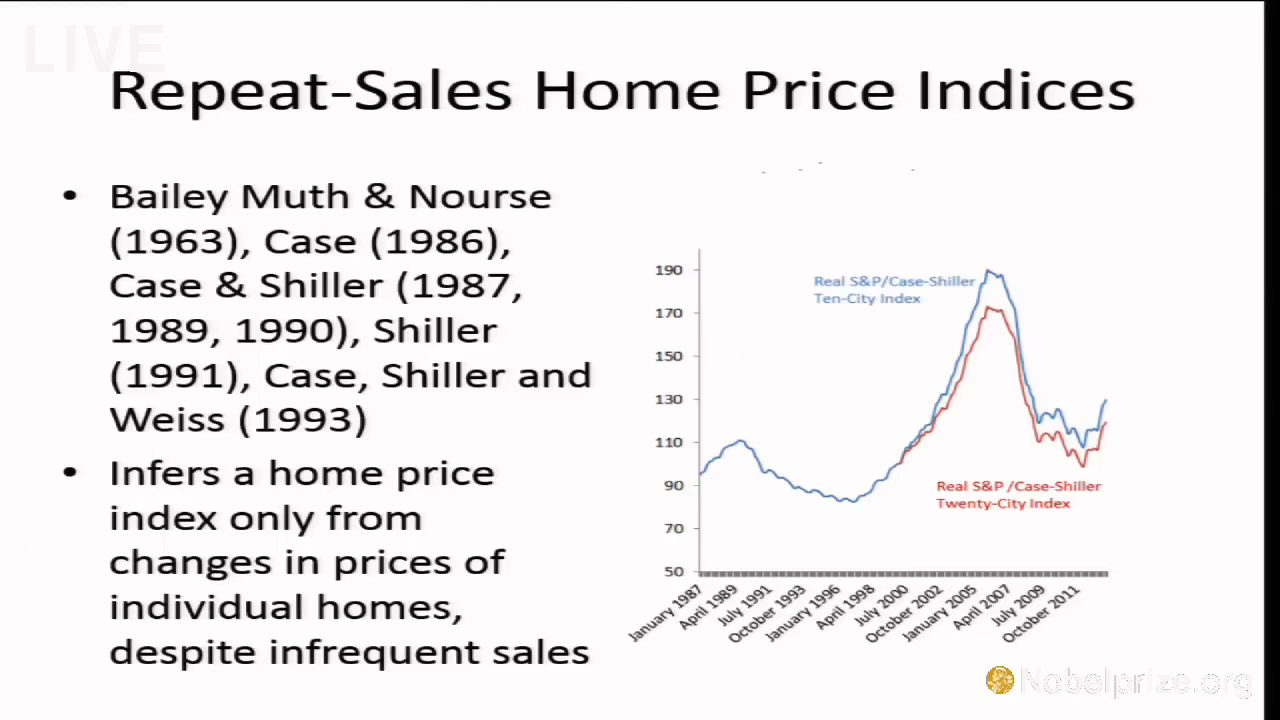 LIVE
Repeat-Sales Home Price Indices
• Bailey Muth & Nourse
(1963), Case (1986),
Case & Shiller (1987,
1989, 1990), Shiller
(1991), Case, Shiller and
Weiss (1993)
• Infers a home price
index only from
changes in prices of
individual homes,
despite infrequent sales
190
170
150
130
110
90
70
50
Real S&P/Case-Shiller
Ten-City Index
Real S&P /Case-Shiller
Twenty-City Index
January 1987
April 1989
July 1991
October 1993
January 1996
April 1998
July 2000
October 2002
January 2005
April 2007
July 2009
October 2011
Nobelprize.org